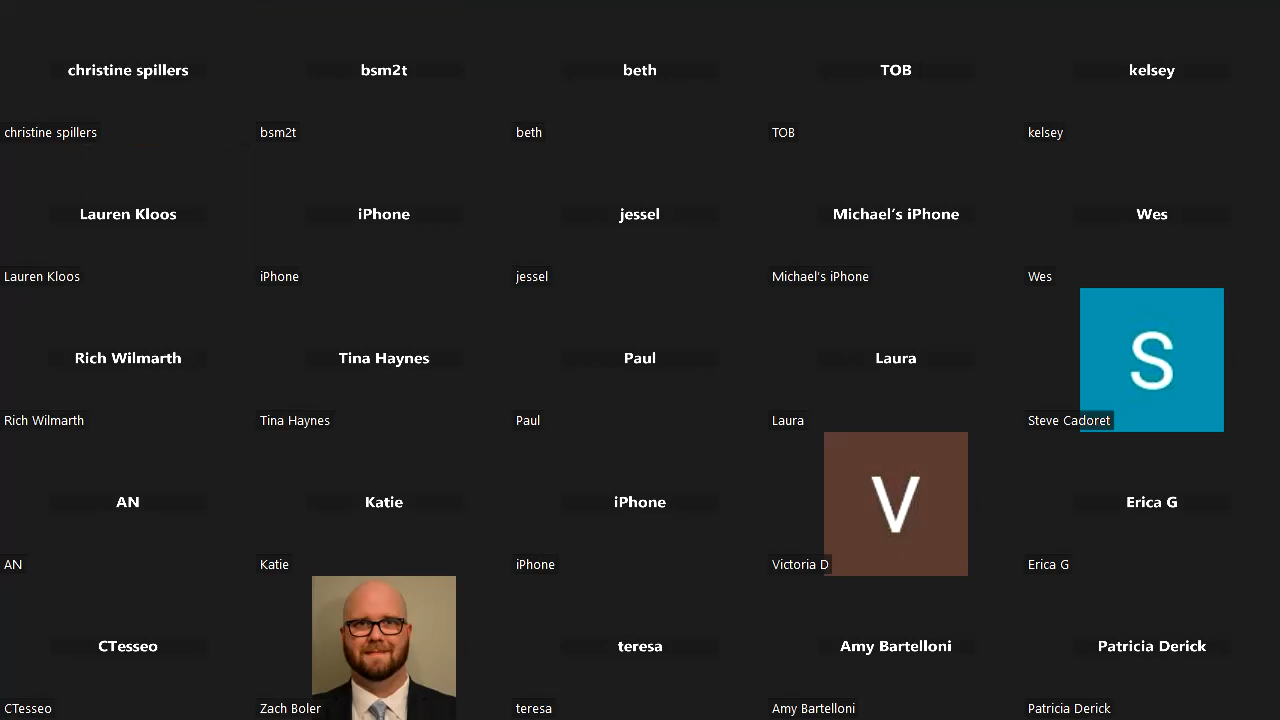 christine spillers
bsm2t
beth
TOB
kelsey
christine spillers
bsm2t
beth
TOB
kelsey
Lauren Kloos
iPhone
jessel
Michael's iPhone
Wes
Lauren Kloos
iPhone
jessel
Michael's iPhone
Wes
Rich Wilmarth
Tina Haynes
Paul
Laura
S
Rich Wilmarth
Tina Haynes
Paul
Laura
Steve Cadoret
AN
Katie
iPhone
V
Erica G
AN
Katie
iPhone
Victoria D
Erica G
CTesseo
teresa
Amy Bartelloni
Patricia Derick
CTesseo
Zach Boler
teresa
Amy Bartelloni
Patricia Derick